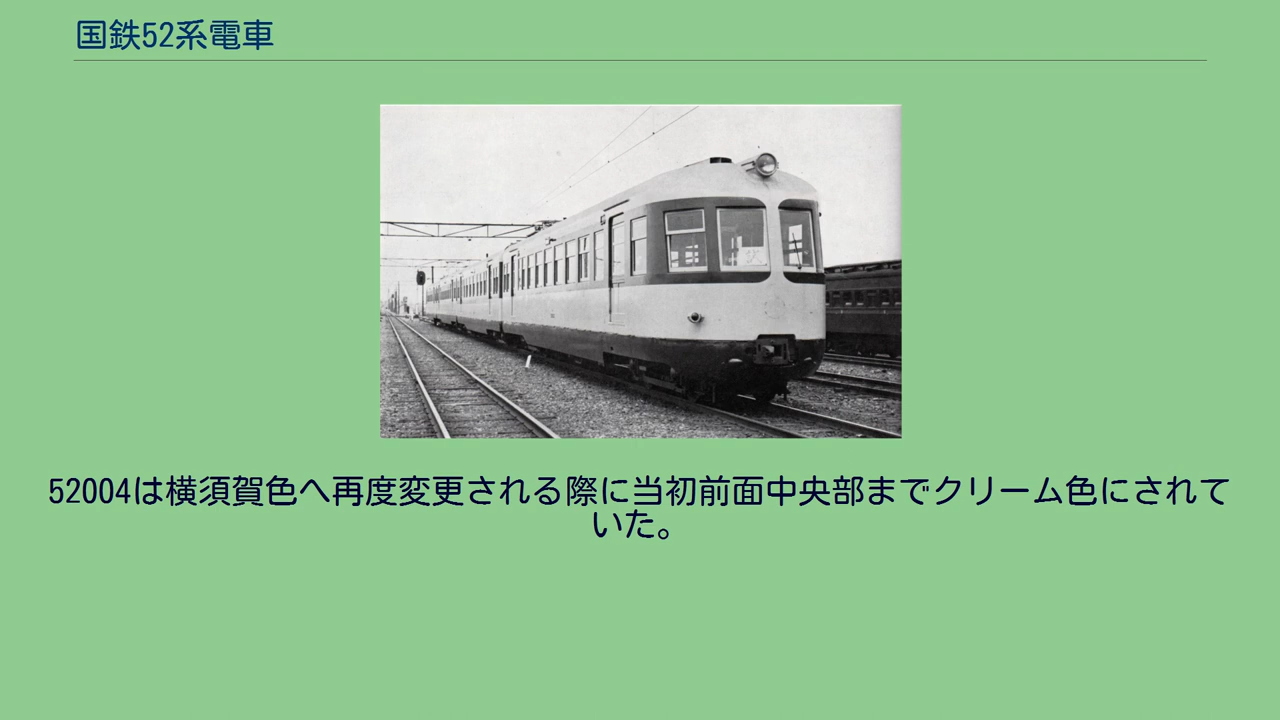 国鉄52系電車
52004は横須賀色へ再度変更される際に当初前面中央部までクリーム色にされて
いた。